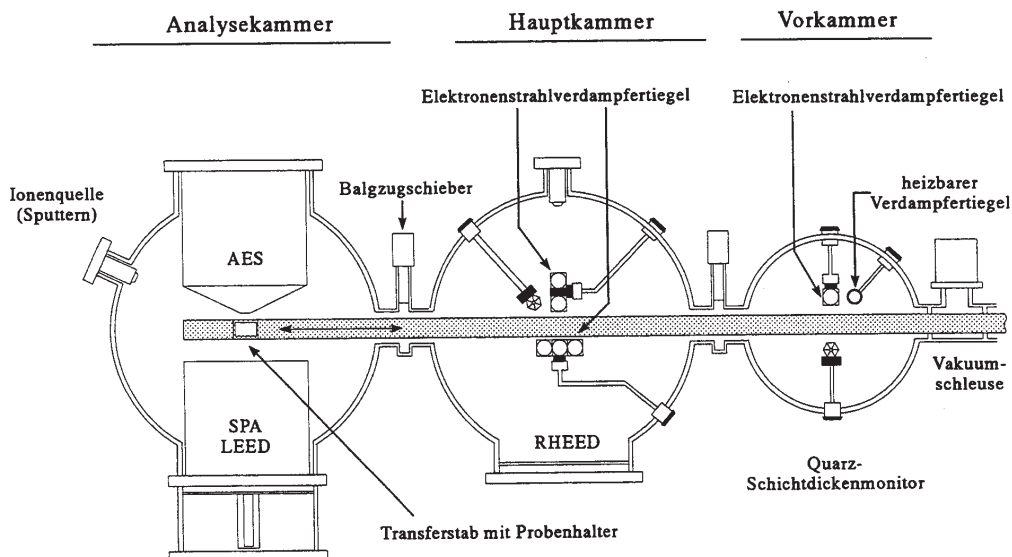 Analysekammer
Hauptkammer
Vorkammer
Elektronenstrahlverdampfertiegel
Elektronenstrahlverdampfertiegel
Ionenquelle
(Sputtern)
Balgzugschieber
heizbarer
Verdampfertiegel
AES
SPA
LEED
RHEED
Vakuum-
schleuse
Quarz-
Schichtdickenmonitor
Transferstab mit Probenhalter